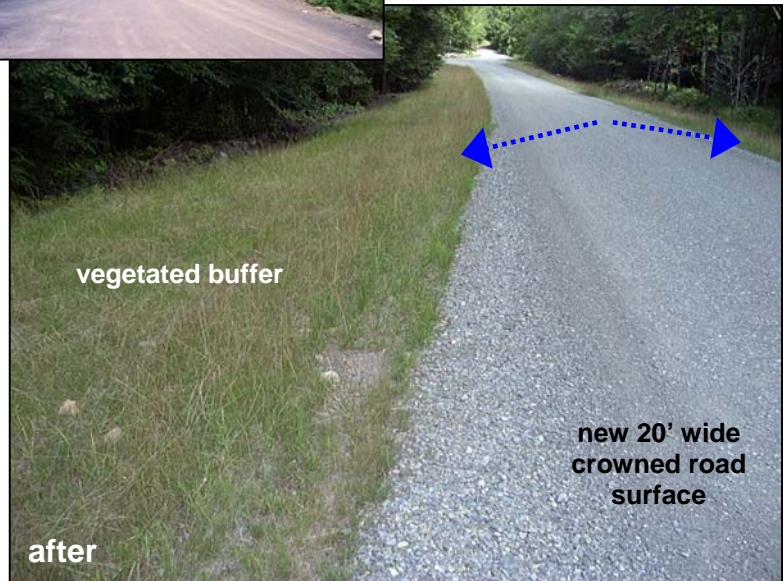 vegetated buffer
new 20’ wide
crowned road
surface
after